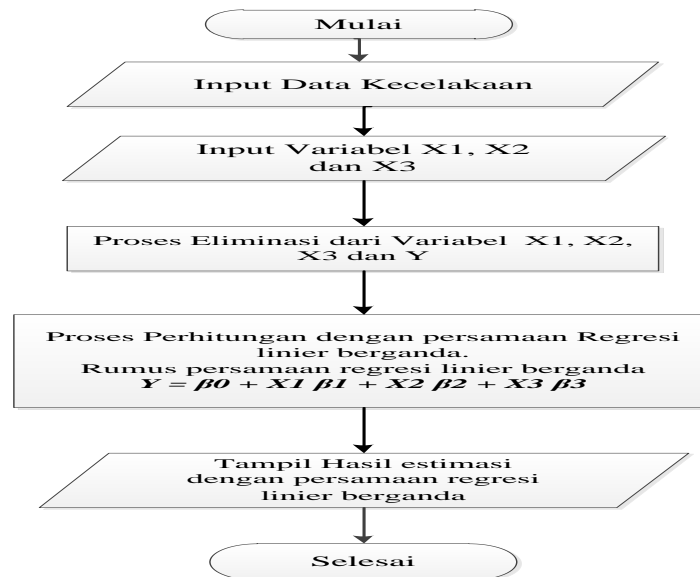 Mulai
Input Data Kecelakaan
Input Variabel X1, X2
dan X3
Proses Eliminasi dari Variabel X1, X2,
X3 dan Y
Proses Perhitungan dengan persamaan Regresi
linier berganda.
Rumus persamaan regresi linier berganda
Y = β0 + X1 β1 + X2 β2 + X3 β3
Tampil Hasil estimasi
dengan persamaan regresi
linier berganda
Selesai